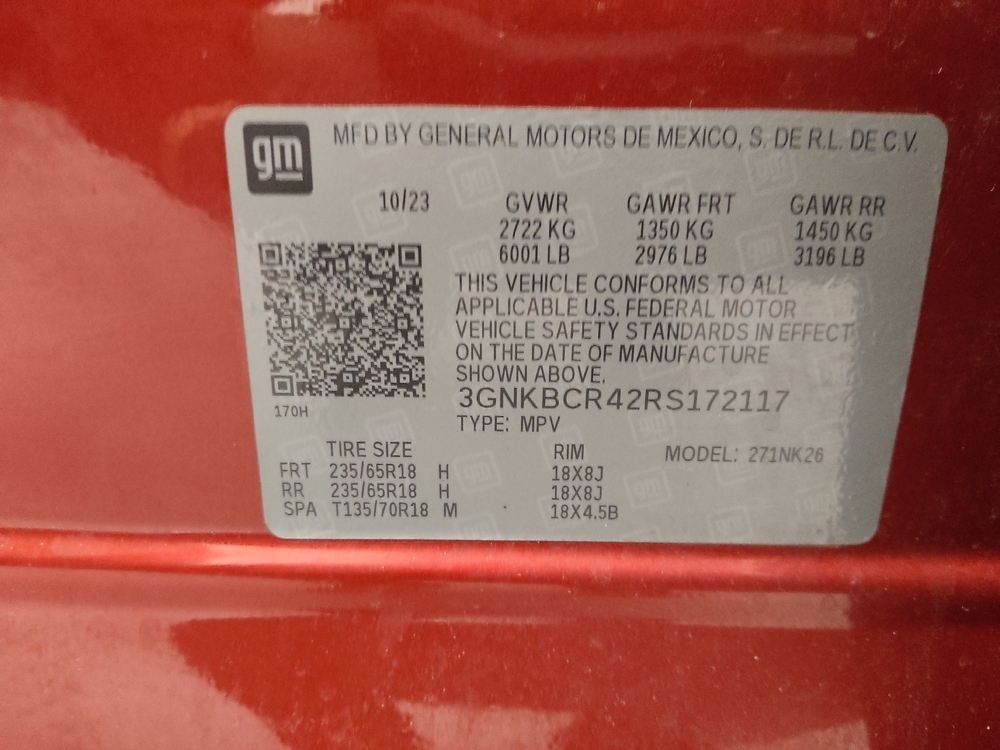 gm
MFD BY GENERAL MOTORS DE MEXICO, S. DE R.L. DE C.V.
10/23 GVWR GAWR FRT GAWR RR
2722 KG 1350 KG 1450 KG
6001 LB 2976 LB 3196 LB
THIS VEHICLE CONFORMS TO ALL
APPLICABLE U.S. FEDERAL MOTOR
VEHICLE SAFETY STANDARDS IN EFFECT
ON THE DATE OF MANUFACTURE
SHOWN ABOVE.
170H
3GNKBCR42RS172117
TYPE: MPV
TIRE SIZE RIM MODEL: 271NK26
FRT 235/65R18 H 18X8J
RR 235/65R18 H 18X8J
SPA T135/70R18 M 18X4.5B